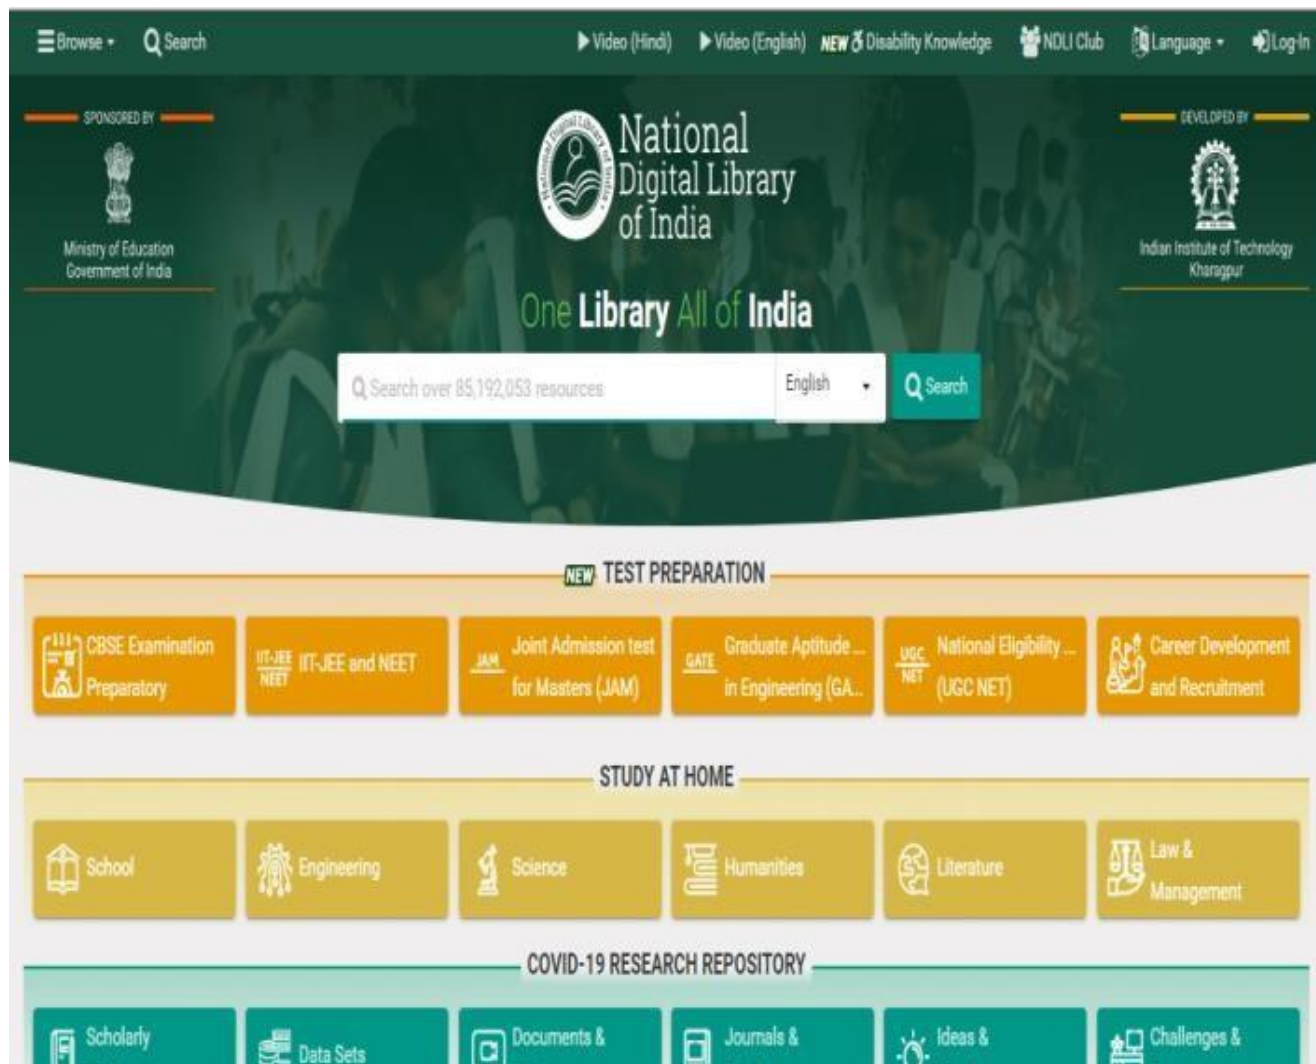 Browse
Search
Video (Hindi)
Video (English)
NEW Disability Knowledge
NDLI Club
Language
Log-In
SPONSORED BY
Ministry of Education
Government of India
National
Digital Library
of India
National Digital Library of India
DEVELOPED BY
Indian Institute of Technology
Kharagpur
One Library All of India
Search over 85,192,053 resources
English
Search
NEW TEST PREPARATION
CBSE Examination
Preparatory
IIT-JEE
NEET
IIT-JEE and NEET
JAM
Joint Admission test
for Masters (JAM)
GATE
Graduate Aptitude ...
in Engineering (GA...
UGC
NET
National Eligibility ...
(UGC NET)
Career Development
and Recruitment
STUDY AT HOME
School
Engineering
Science
Humanities
Literature
Law &
Management
COVID-19 RESEARCH REPOSITORY
Scholarly
Data Sets
Documents &
Journals &
Ideas &
Challenges &